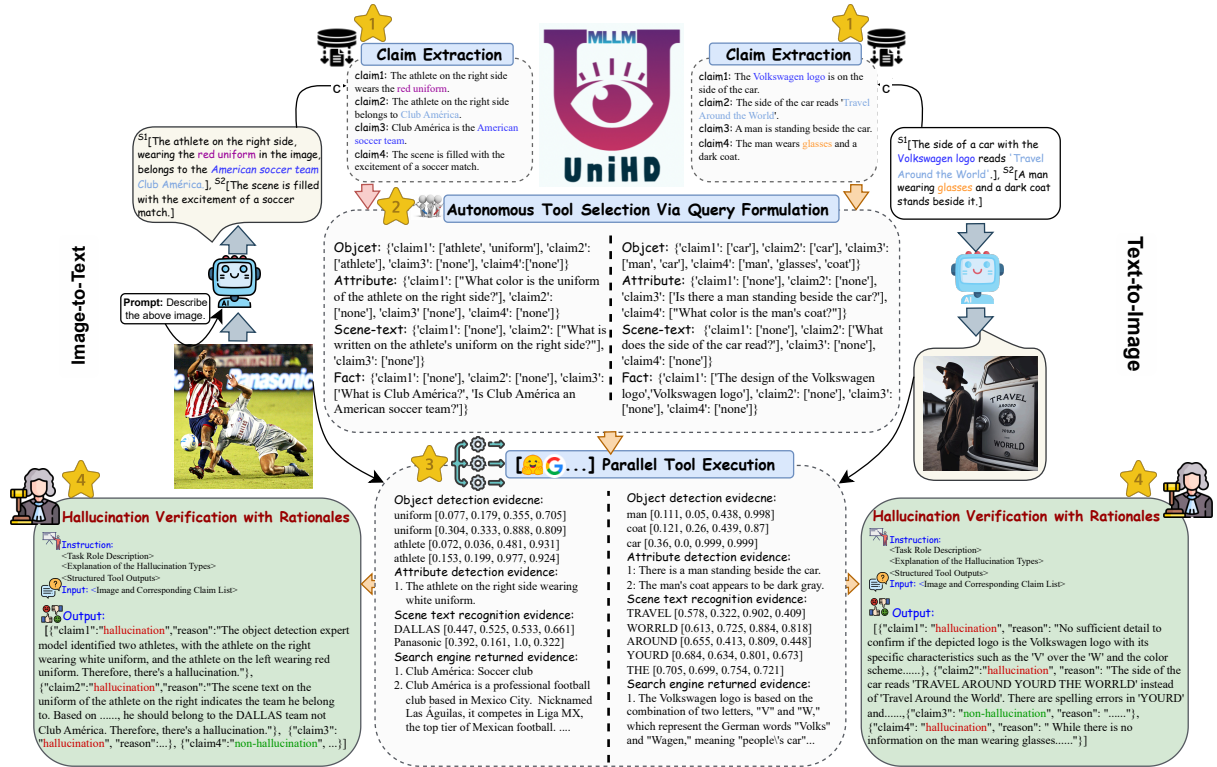 1
Claim Extraction
claim1: The athlete on the right side
wears the red uniform.
claim2: The athlete on the right side
belongs to Club América.
claim3: Club América is the American
soccer team.
claim4: The scene is filled with the
excitement of a soccer match.
MLLM
UniHD
1
Claim Extraction
claim1: The Volkswagen logo is on the
side of the car.
claim2: The side of the car reads 'Travel
Around the World'.
claim3: A man is standing beside the car.
claim4: The man wears glasses and a
dark coat.
C
C
S1[The athlete on the right side,
wearing the red uniform in the image,
belongs to the American soccer team
Club América.], S2[The scene is filled
with the excitement of a soccer
match.]
S1[The side of a car with the
Volkswagen logo reads 'Travel
Around the World'.], S2[A man
wearing glasses and a dark coat
stands beside it.]
Image-to-Text
AI
Prompt: Describe
the above image.
Panasonic
Text-to-Image
AI
TRAVEL
AROUND
WORRLD
2
Autonomous Tool Selection Via Query Formulation
Objcet: {'claim1': ['athlete', 'uniform'], 'claim2':
['athlete'], 'claim3': ['none'], 'claim4':['none']}
Attribute: {'claim1': ["What color is the uniform
of the athlete on the right side?"], 'claim2':
['none'], claim3' ['none'], 'claim4': ['none']}
Scene-text: {'claim1': ['none'], 'claim2': ["What is
written on the athlete's uniform on the right side?"],
'claim3': ['none']}
Fact: {'claim1': ['none'], 'claim2': ['none'], 'claim3':
['What is Club América?', 'Is Club América an
American soccer team?']}
Objcet: {'claim1': ['car'], 'claim2': ['car'], 'claim3':
['man', 'car'], 'claim4': ['man', 'glasses', 'coat']}
Attribute: {'claim1': ['none'], 'claim2': ['none'],
'claim3': ['Is there a man standing beside the car?'],
'claim4': ["What color is the man's coat?"]}
Scene-text: {'claim1': ['none'], 'claim2': ['What
does the side of the car read?'], 'claim3': ['none'],
'claim4': ['none']}
Fact: {'claim1': ['The design of the Volkswagen
logo','Volkswagen logo'], 'claim2': ['none'], 'claim3':
['none'], 'claim4': ['none']}
3
[G...] Parallel Tool Execution
Object detection evidecne:
uniform [0.077, 0.179, 0.355, 0.705]
uniform [0.304, 0.333, 0.888, 0.809]
athlete [0.072, 0.036, 0.481, 0.931]
athlete [0.153, 0.199, 0.977, 0.924]
Attribute detection evidence:
1. The athlete on the right side wearing
white uniform.
Scene text recognition evidence:
DALLAS [0.447, 0.525, 0.533, 0.661]
Panasonic [0.392, 0.161, 1.0, 0.322]
Search engine returned evidence:
1. Club América: Soccer club
2. Club América is a professional football
club based in Mexico City. Nicknamed
Las Águilas, it competes in Liga MX,
the top tier of Mexican football. ....
Object detection evidecne:
man [0.111, 0.05, 0.438, 0.998]
coat [0.121, 0.26, 0.439, 0.87]
car [0.36, 0.0, 0.999, 0.999]
Attribute detection evidence:
1: There is a man standing beside the car.
2: The man's coat appears to be dark gray.
Scene text recognition evidence:
TRAVEL [0.578, 0.322, 0.902, 0.409]
WORRLD [0.613, 0.725, 0.884, 0.818]
AROUND [0.655, 0.413, 0.809, 0.448]
YOURD [0.684, 0.634, 0.801, 0.673]
THE [0.705, 0.699, 0.754, 0.721]
Search engine returned evidence:
1. The Volkswagen logo is based on the
combination of two letters, "V" and "W,"
which represent the German words "Volks"
and "Wagen," meaning "people\'s car"...
4
Hallucination Verification with Rationales
Instruction:
<Task Role Description>
<Explanation of the Hallucination Types>
<Structured Tool Outputs>
Input: <Image and Corresponding Claim List>
Output:
[{"claim1":"hallucination","reason":"The object detection expert
model identified two athletes, with the athlete on the right
wearing white uniform, and the athlete on the left wearing red
uniform. Therefore, there's a hallucination."},
{"claim2":"hallucination","reason":"The scene text on the
uniform of the athlete on the right indicates the team he belong
to. Based on ......, he should belong to the DALLAS team not
Club América. Therefore, there's a hallucination."}, {"claim3":
"hallucination", "reason":...}, {"claim4":"non-hallucination", ...}]
4
Hallucination Verification with Rationales
Instruction:
<Task Role Description>
<Explanation of the Hallucination Types>
<Structured Tool Outputs>
Input: <Image and Corresponding Claim List>
Output:
[{"claim1": "hallucination", "reason": "No sufficient detail to
confirm if the depicted logo is the Volkswagen logo with its
specific characteristics such as the 'V' over the 'W' and the color
scheme......}, {"claim2":"hallucination","reason": "The side of the
car reads 'TRAVEL AROUND YOURD THE WORRLD' instead
of 'Travel Around the World'. There are spelling errors in 'YOURD'
and......,{"claim3": "non-hallucination", "reason": "......"},
{"claim4": "hallucination", "reason": " While there is no
information on the man wearing glasses......"}]